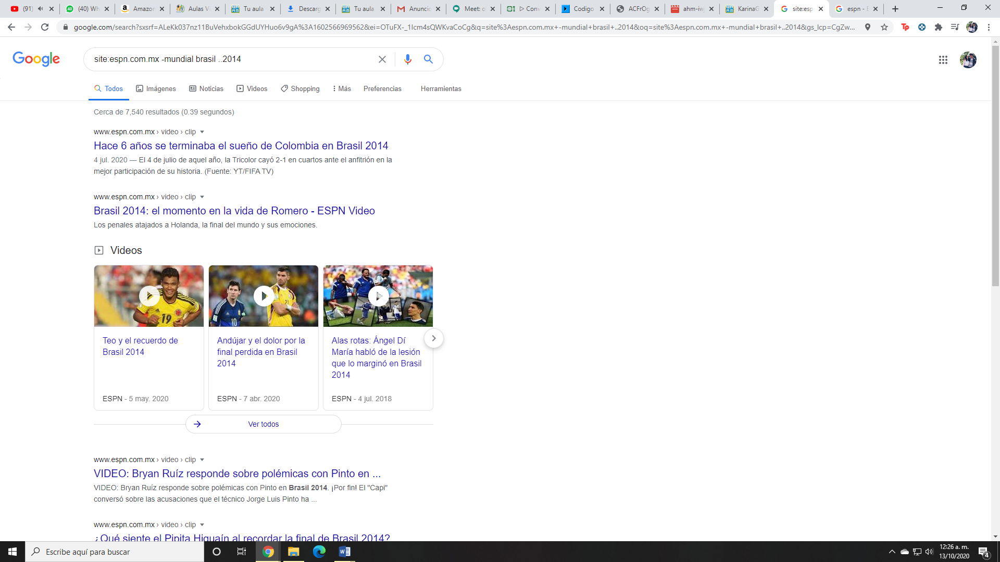 (91)
(40) Wh
Amazon
Aulas Vi
Tu aula
Descarg
Tu aula
Anuncio
Meet: c
▷ Conv
Codigo
ACFrOg
ahm-iwj
KarinaG
site:esp
espn - E
google.com/search?sxsrf=ALeKk037nz11BuVehxbokGGdUYHuo6v9gA%3A1602566969562&ei=OTuFX-_1Icm4sQWKvaCoCg&q=site%3Aespn.com.mx+-mundial+brasil+..2014&oq=site%3Aespn.com.mx+-mundial+brasil+..2014&gs_lcp=CgZw...
Google
site:espn.com.mx -mundial brasil ..2014
Todos Imágenes Noticias Videos Shopping Más Preferencias Herramientas
Cerca de 7,540 resultados (0.39 segundos)
www.espn.com.mx › video › clip
Hace 6 años se terminaba el sueño de Colombia en Brasil 2014
4 jul. 2020 — El 4 de julio de aquel año, la Tricolor cayó 2-1 en cuartos ante el anfitrión en la
mejor participación de su historia. (Fuente: YT/FIFA TV)
www.espn.com.mx › video › clip
Brasil 2014: el momento en la vida de Romero - ESPN Video
Los penales atajados a Holanda, la final del mundo y sus emociones.
Videos
19
10
21
Teo y el recuerdo de
Brasil 2014
ESPN - 5 may. 2020
Andújar y el dolor por la
final perdida en Brasil
2014
ESPN - 7 abr. 2020
Alas rotas: Ángel Dí
María habló de la lesión
que lo marginó en Brasil
2014
ESPN - 4 jul. 2018
Ver todos
www.espn.com.mx › video › clip
VIDEO: Bryan Ruíz responde sobre polémicas con Pinto en ...
VIDEO: Bryan Ruíz responde sobre polémicas con Pinto en Brasil 2014. ¡Por fin! El "Capi"
conversó sobre las acusaciones que el técnico Jorge Luis Pinto ha ...
www.espn.com.mx › video › clip
¿Qué siente el Pipita Higuaín al recordar la final de Brasil 2014?
Escribe aquí para buscar
12:26 a. m.
13/10/2020
4